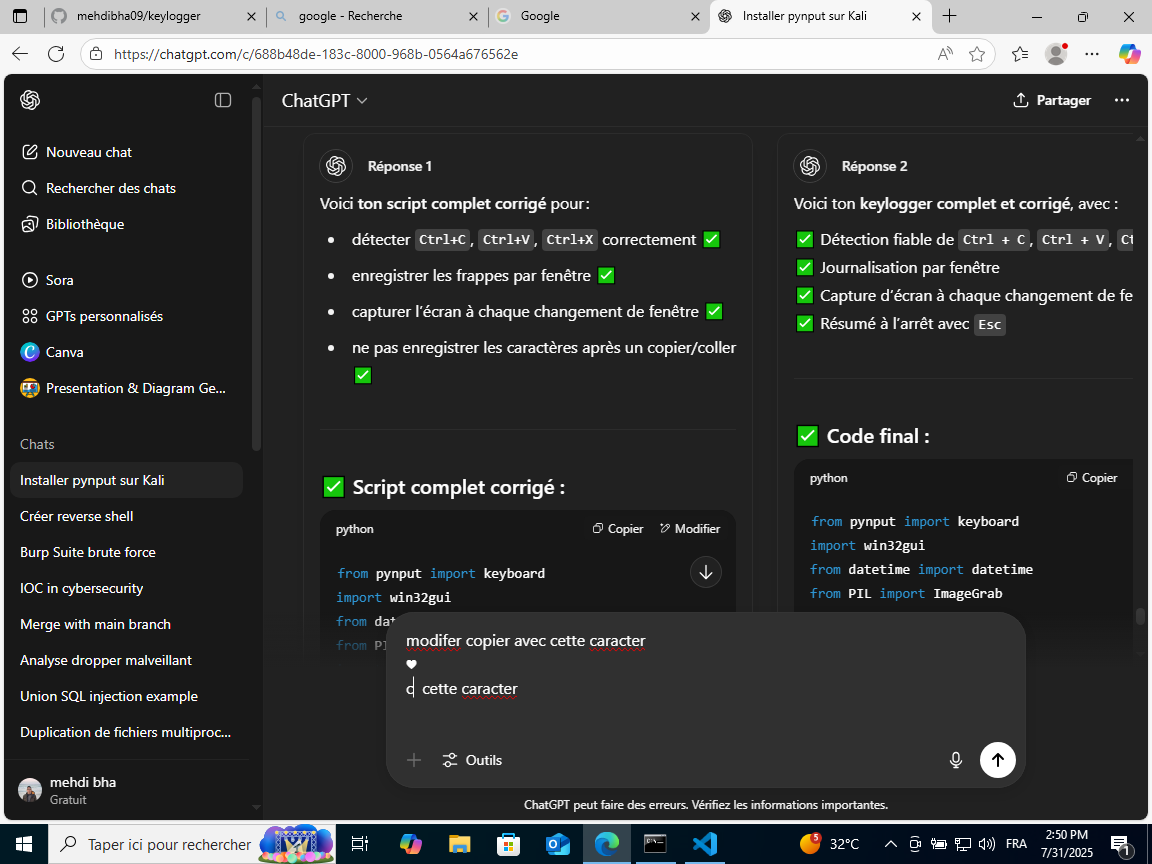 mehdibha09/keylogger
google - Recherche
Google
Installer pynput sur Kali
https://chatgpt.com/c/688b48de-183c-8000-968b-0564a676562e
ChatGPT
Partager
Nouveau chat
Rechercher des chats
Bibliothèque
Sora
GPTs personnalisés
Canva
Presentation & Diagram Ge...
Chats
Installer pynput sur Kali
Créer reverse shell
Burp Suite brute force
IOC in cybersecurity
Merge with main branch
Analyse dropper malveillant
Union SQL injection example
Duplication de fichiers multiproc...
mehdi bha
Gratuit
Réponse 1
Voici ton script complet corrigé pour :
détecter Ctrl+C, Ctrl+V, Ctrl+X correctement ✅
enregistrer les frappes par fenêtre ✅
capturer l'écran à chaque changement de fenêtre ✅
ne pas enregistrer les caractères après un copier/coller
✅
✅ Script complet corrigé :
python
Copier
Modifier
from pynput import keyboard
import win32gui
from dat
from PI
Réponse 2
Voici ton keylogger complet et corrigé, avec :
✅ Détection fiable de Ctrl + C, Ctrl + V, Ct
✅ Journalisation par fenêtre
✅ Capture d'écran à chaque changement de fe
✅ Résumé à l'arrêt avec Esc
✅ Code final :
python
Copier
from pynput import keyboard
import win32gui
from datetime import datetime
from PIL import ImageGrab
modifer copier avec cette caracter
♥
c cette caracter
Outils
ChatGPT peut faire des erreurs. Vérifiez les informations importantes.
Taper ici pour rechercher
5
32°C
FRA
2:50 PM
7/31/2025
1